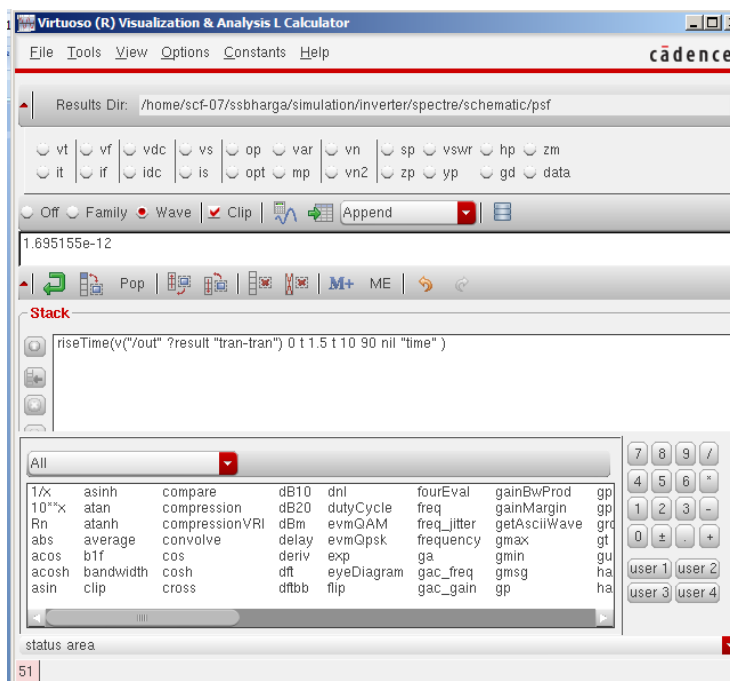 Virtuoso (R) Visualization & Analysis L Calculator
File Tools View Options Constants Help
cādence
Results Dir: /home/scf-07/ssbharga/simulation/inverter/spectre/schematic/psf
vt vf vdc vs op var vn sp vswr hp zm
it if idc is opt mp vn2 zp yp gd data
Off Family Wave Clip Append
1.695155e-12
Pop M+ ME
Stack
riseTime(v("/out" ?result "tran-tran") 0 t 1.5 t 10 90 nil "time" )
All
1/x asinh compare dB10 dnl fourEval gainBwProd gp
10**x atan compression dB20 dutyCycle freq gainMargin gp
Rn atanh compressionVRI dBm evmQAM freq_jitter getAsciiWave
abs average convolve delay evmQpsk frequency gmax gt
acos b1f cos deriv exp ga gmin gu
acosh bandwidth cosh dft eyeDiagram gac_freq gmsg ha
asin clip cross dftbb flip gac_gain gp ha
7 8 9 /
4 5 6 *
1 2 3 -
0 ± . +
user 1 user 2
user 3 user 4
status area
51